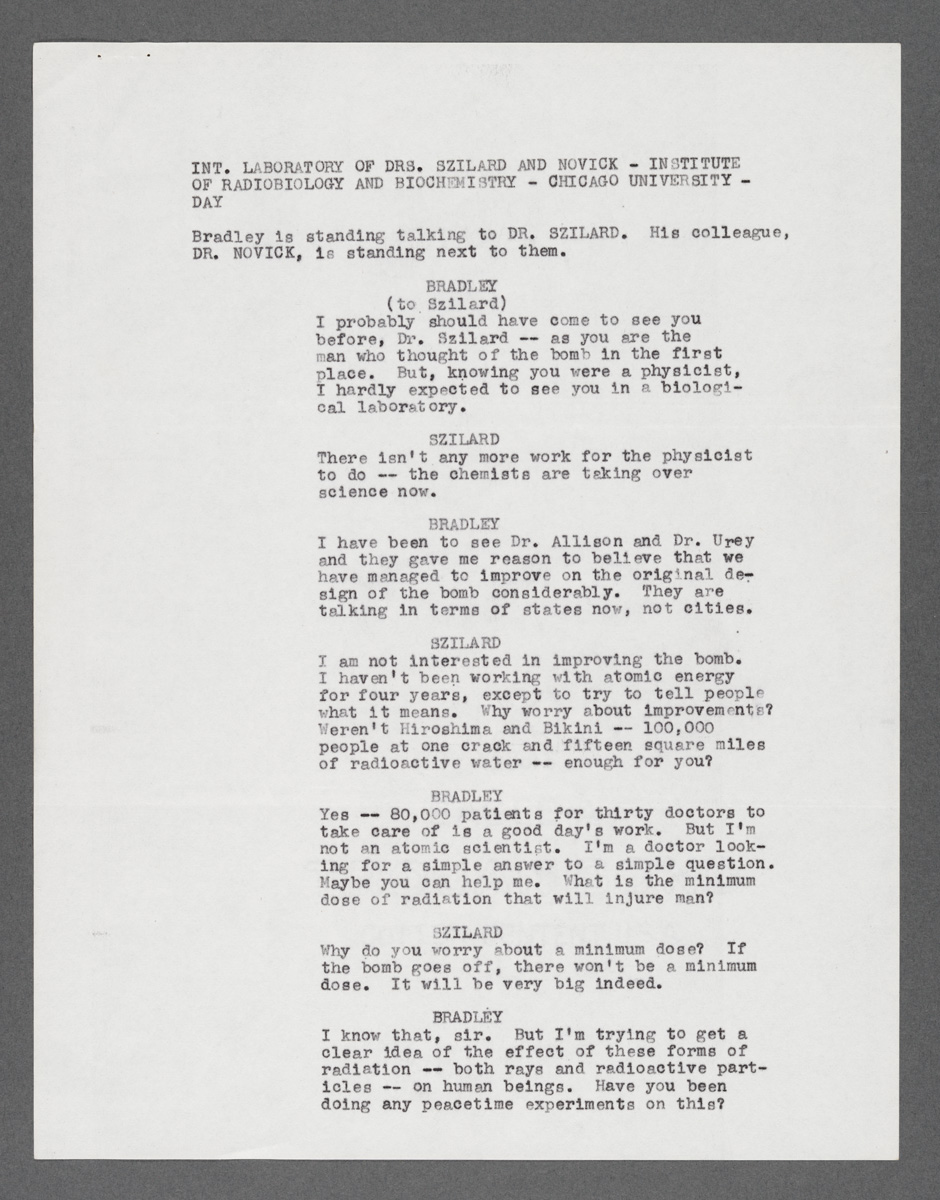 INT. LABORATORY OF DRS. SZILARD AND NOVICK - INSTITUTE
OF RADIOBIOLOGY AND BIOCHEMISTRY - CHICAGO UNIVERSITY -
DAY
Bradley is standing talking to DR. SZILARD.  His colleague,
DR. NOVICK, is standing next to them.
BRADLEY
(to Szilard)
I probably should have come to see you
before, Dr. Szilard -- as you are the
man who thought of the bomb in the first
place.  But, knowing you were a physicist,
I hardly expected to see you in a biologi-
cal laboratory.
SZILARD
There isn't any more work for the physicist
to do -- the chemists are taking over
science now.
BRADLEY
I have been to see Dr. Allison and Dr. Urey
and they gave me reason to believe that we
have managed to improve on the original de-
sign of the bomb considerably.  They are
talking in terms of states now, not cities.
SZILARD
I am not interested in improving the bomb.
I haven't been working with atomic energy
for four years, except to try to tell people
what it means.  Why worry about improvements?
Weren't Hiroshima and Bikini -- 100,000
people at one crack and fifteen square miles
of radioactive water -- enough for you?
BRADLEY
Yes -- 80,000 patients for thirty doctors to
take care of is a good day's work.  But I'm
not an atomic scientist.  I'm a doctor look-
ing for a simple answer to a simple question.
Maybe you can help me.  What is the minimum
dose of radiation that will injure man?
SZILARD
Why do you worry about a minimum dose?  If
the bomb goes off, there won't be a minimum
dose.  It will be very big indeed.
BRADLEY
I know that, sir.  But I'm trying to get a
clear idea of the effect of these forms of
radiation -- both rays and radioactive part-
icles -- on human beings.  Have you been
doing any peacetime experiments on this?